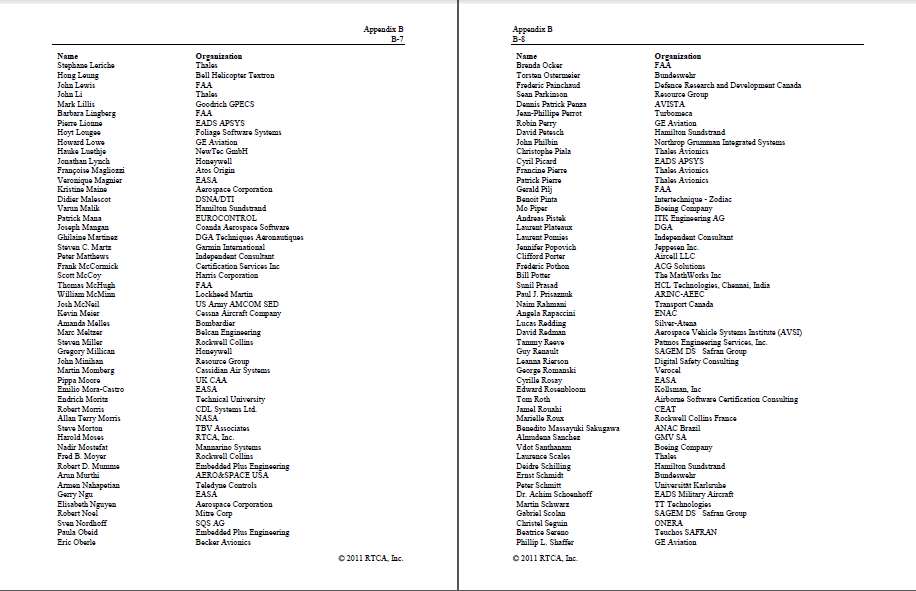 Appendix B
B-7
Name Organization
Stephane Leriche Thales
Hong Leung Bell Helicopter Textron
John Lewis FAA
John Li Thales
Mark Lillis Goodrich GPECS
Barbara Lingberg FAA
Pierre Lionne EADS APSYS
Hoyt Lougee Foliage Software Systems
Howard Lowe GE Aviation
Hauke Luethje NewTec GmbH
Jonathan Lynch Honeywell
Françoise Magliozzi Atos Origin
Veronique Magnier EASA
Kristine Maine Aerospace Corporation
Didier Malescot DSNA/DTI
Varun Malik Hamilton Sundstrand
Patrick Mana EUROCONTROL
Joseph Mangan Coanda Aerospace Software
Ghilaine Martinez DGA Techniques Aéronautiques
Steven C. Martz Garmin International
Peter Matthews Independent Consultant
Frank McCormick Certification Services Inc
Scott McCoy Harris Corporation
Thomas McHugh FAA
William McMinn Lockheed Martin
Josh McNeil US Army AMCOM SED
Kevin Meier Cessna Aircraft Company
Amanda Melles Bombardier
Marc Meltzer Belcan Engineering
Steven Miller Rockwell Collins
Gregory Millican Honeywell
John Minihan Resource Group
Martin Momberg Cassidian Air Systems
Pippa Moore UK CAA
Emilio Mora-Castro EASA
Endrich Moritz Technical University
Robert Morris CDL Systems Ltd.
Allan Terry Morris NASA
Steve Morton TBV Associates
Harold Moses RTCA, Inc.
Nadir Mostefat Mannarino Systems
Fred B. Moyer Rockwell Collins
Robert D. Mumme Embedded Plus Engineering
Arun Murthi AERO&SPACE USA
Armen Nahapetian Teledyne Controls
Gerry Ngu EASA
Elisabeth Nguyen Aerospace Corporation
Robert Noel Mitre Corp
Sven Nordhoff SQS AG
Paula Obeid Embedded Plus Engineering
Eric Oberle Becker Avionics
© 2011 RTCA, Inc.
Appendix B
B-8
Name Organization
Brenda Ocker FAA
Torsten Ostermeier Bundeswehr
Frederic Painchaud Defence Research and Development Canada
Sean Parkinson Resource Group
Dennis Patrick Penza AVISTA
Jean-Phillipe Perrot Turbomeca
Robin Perry GE Aviation
David Petesch Hamilton Sundstrand
John Philbin Northrop Grumman Integrated Systems
Christophe Piala Thales Avionics
Cyril Picard EADS APSYS
Francine Pierre Thales Avionics
Patrick Pierre Thales Avionics
Gerald Pilj FAA
Benoit Pinta Intertechnique - Zodiac
Mo Piper Boeing Company
Andreas Pistek ITK Engineering AG
Laurent Plateaux DGA
Laurent Pomies Independent Consultant
Jennifer Popovich Jeppesen Inc.
Clifford Porter Aircell LLC
Frédéric Pothon ACG Solutions
Bill Potter The MathWorks Inc
Sunil Prasad HCL Technologies, Chennai, India
Paul J. Prisaznuk ARINC-AEEC
Naim Rahmani Transport Canada
Angela Rapaccini ENAC
Lucas Redding Silver-Atena
David Redman Aerospace Vehicle Systems Institute (AVSI)
Tammy Reeve Patmos Engineering Services, Inc.
Guy Renault SAGEM DS Safran Group
Leanna Rierson Digital Safety Consulting
George Romanski Verocel
Cyrille Rosay EASA
Edward Rosenbloom Kollsman, Inc
Tom Roth Airborne Software Certification Consulting
Jamel Rouahi CEAT
Marielle Roux Rockwell Collins France
Benedito Massayuki Sakugawa ANAC Brazil
Almudena Sanchez GMV SA
Vdot Santhanam Boeing Company
Laurence Scales Thales
Deidre Schilling Hamilton Sundstrand
Ernst Schmidt Bundeswehr
Peter Schmitt Universität Karlsruhe
Dr. Achim Schoenhoff EADS Military Aircraft
Martin Schwarz TT Technologies
Gabriel Scolan SAGEM DS Safran Group
Christel Seguin ONERA
Beatrice Sereno Teuchos SAFRAN
Phillip L. Shaffer GE Aviation
© 2011 RTCA, Inc.